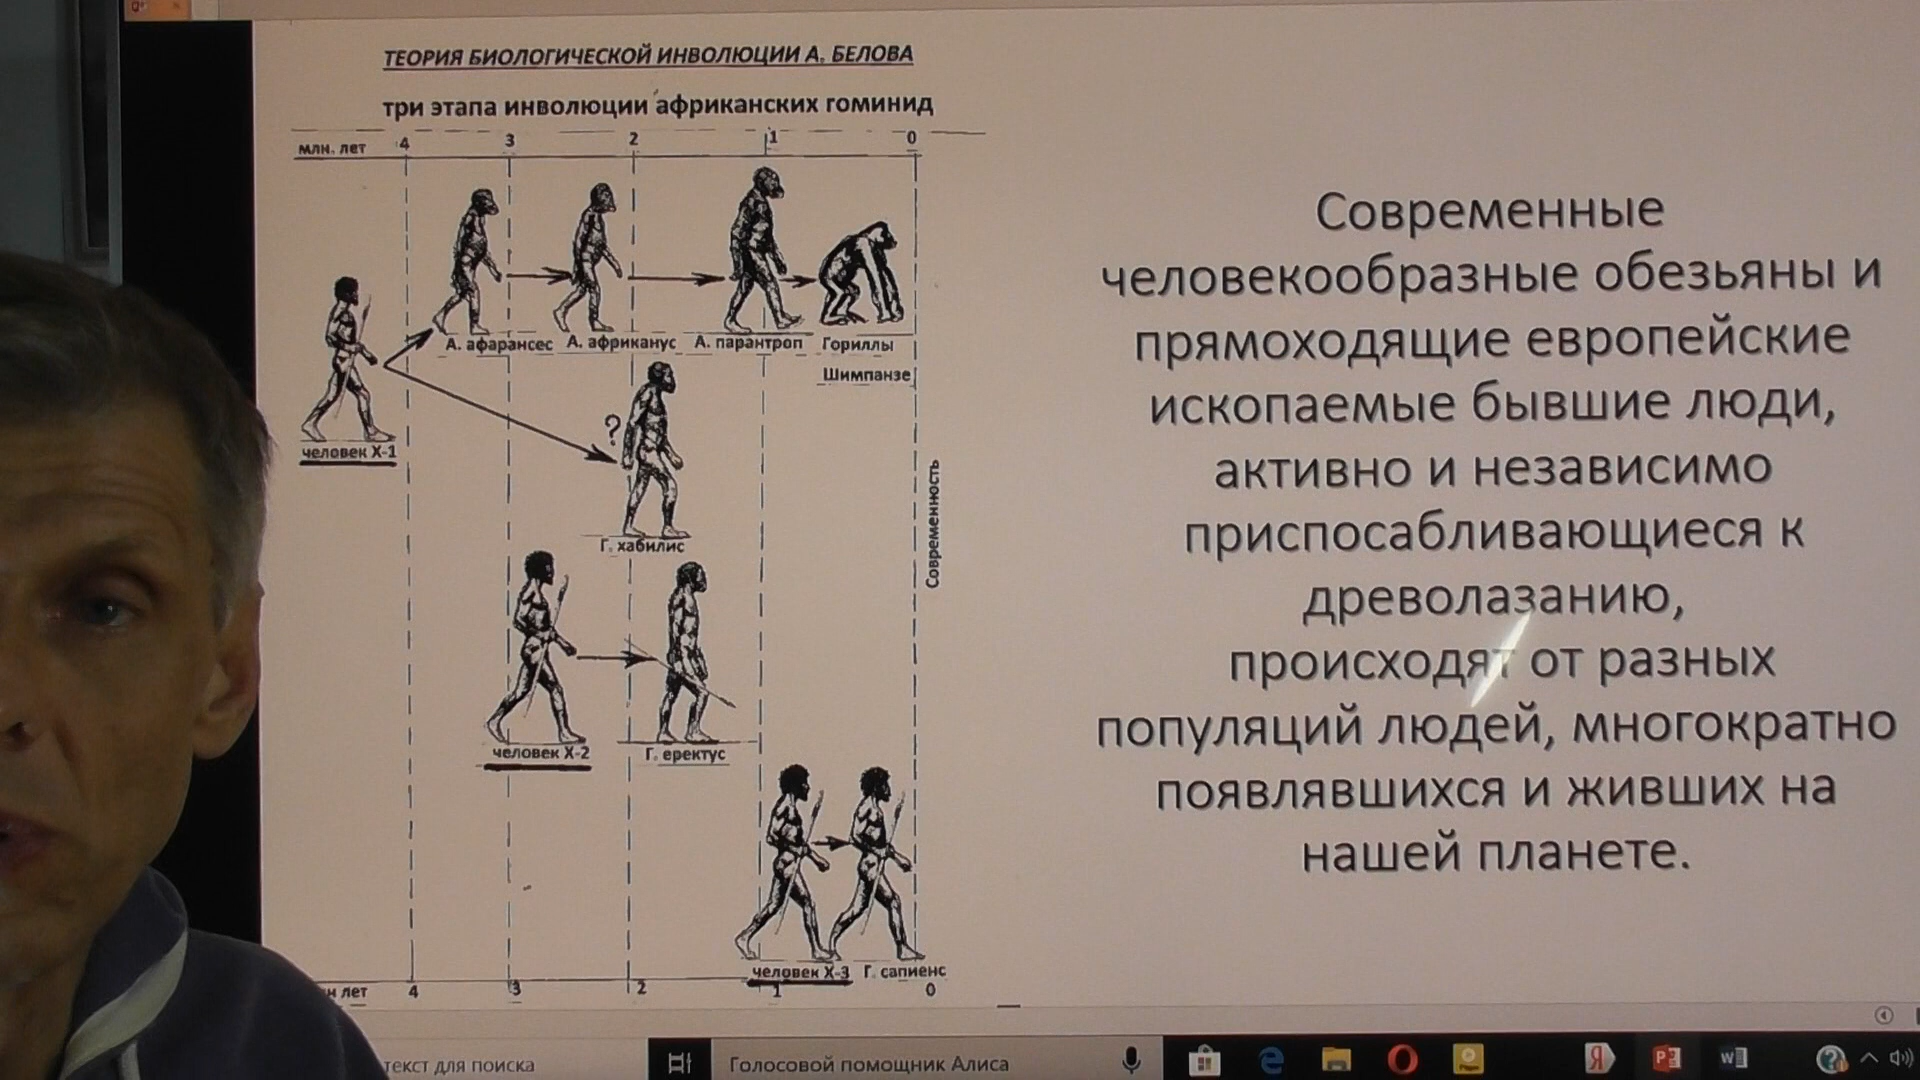 ТЕОРИЯ БИОЛОГИЧЕСКОЙ ИНВОЛЮЦИИ А. БЕЛОВА
три этапа инволюции африканских гоминид
млн. лет 4 3 2 1 0
А. афарансес А. африканус А. парантроп Гориллы
Шимпанзе
человек Х-1
?
Г. хабилис
Современность
человек Х-2 Г. еректус
человек Х-3 Г. сапиенс
н лет 4 3 2 1 0
Современные
человекообразные обезьяны и
прямоходящие европейские
ископаемые бывшие люди,
активно и независимо
приспосабливающиеся к
древолазанию,
происходят от разных
популяций людей, многократно
появлявшихся и живших на
нашей планете.
текст для поиска
Голосовой помощник Алиса